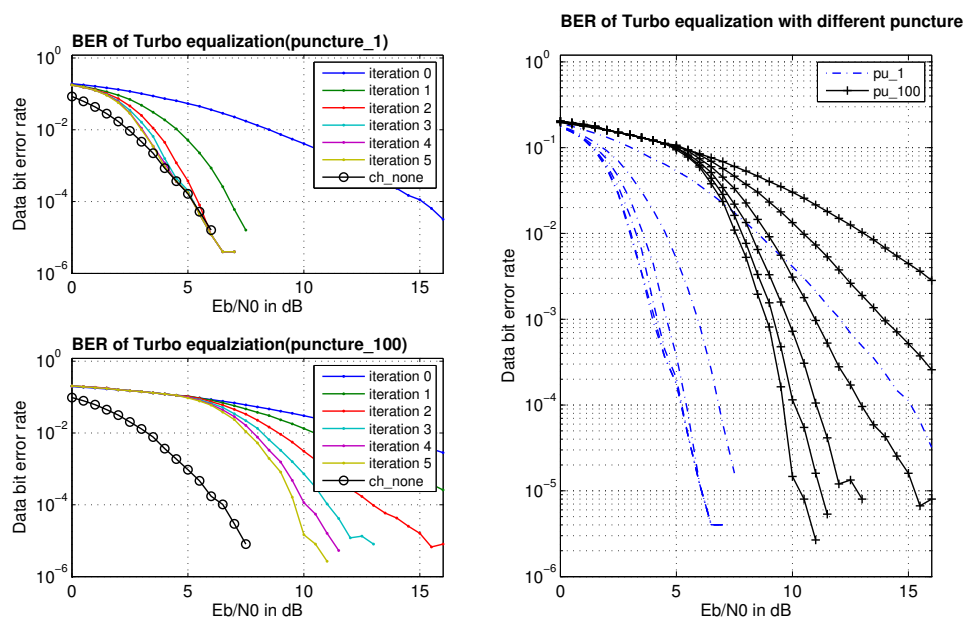 BER of Turbo equalization(puncture_1)
10^0
10^-2
10^-4
10^-6
Data bit error rate
0 5 10 15
Eb/N0 in dB
iteration 0
iteration 1
iteration 2
iteration 3
iteration 4
iteration 5
ch_none
BER of Turbo equalziation(puncture_100)
10^0
10^-2
10^-4
10^-6
Data bit error rate
0 5 10 15
Eb/N0 in dB
iteration 0
iteration 1
iteration 2
iteration 3
iteration 4
iteration 5
ch_none
BER of Turbo equalization with different puncture
10^0
10^-1
10^-2
10^-3
10^-4
10^-5
10^-6
Data bit error rate
0 5 10 15
Eb/N0 in dB
pu_1
pu_100